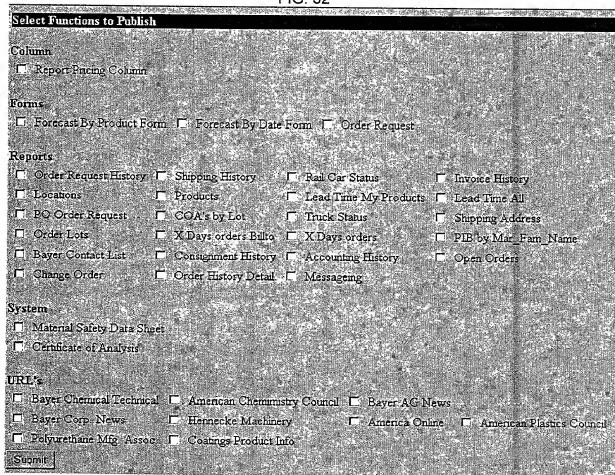 FIG. 32
Select Functions to Publish
Column
Report Pricing Column
Forms
Forecast By Product Form Forecast By Date Form Order Request
Reports
Order Request History Shipping History Rail Car Status Invoice History
Locations Products Lead Time My Products Lead Time All
PO Order Request COA's by Lot Truck Status Shipping Address
Order Lots X Days orders Billto X Days orders PIB by Mar_Fam_Name
Bayer Contact List Consignment History Accounting History Open Orders
Change Order Order History Detail Messageing
System
Material Safety Data Sheet
Certificate of Analysis
URL's
Bayer Chemical Technical American Chemimistry Council Bayer AG News
Bayer Corp. News Hennecke Machinery America Online American Plastics Council
Polyurethane Mfg. Assoc. Coatings Product Info
Submit